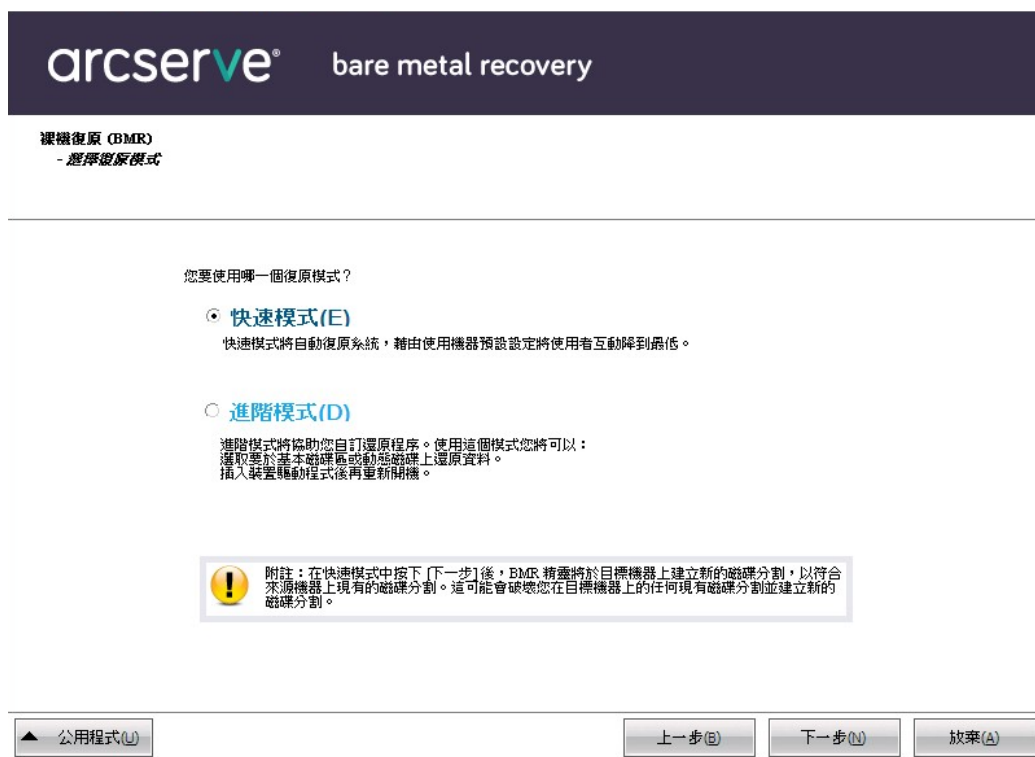 arcserve® bare metal recovery
裸機復原 (BMR)
- 選擇復原模式
您要使用哪一個復原模式？
快速模式(E)
快速模式將自動復原系統，藉由使用機器預設設定將使用者互動降到最低。
進階模式(D)
進階模式將協助您自訂還原程序。使用這個模式您將可以：
選取要於基本磁碟區或動態磁碟上還原資料。
插入裝置驅動程式後再重新開機。
附註：在快速模式中按下 [下一步] 後，BMR 精靈將於目標機器上建立新的磁碟分割，以符合
來源機器上現有的磁碟分割。這可能會破壞您在目標機器上的任何現有磁碟分割並建立新的
磁碟分割。
公用程式(U) 上一步(B) 下一步(N) 放棄(A)